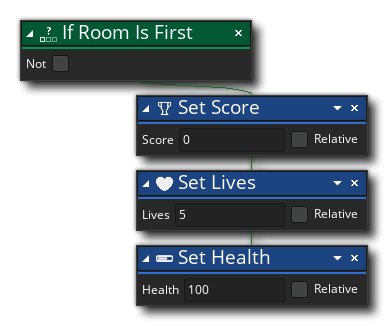 If Room Is First
Not
Set Score
Score 0 Relative
Set Lives
Lives 5 Relative
Set Health
Health 100 Relative